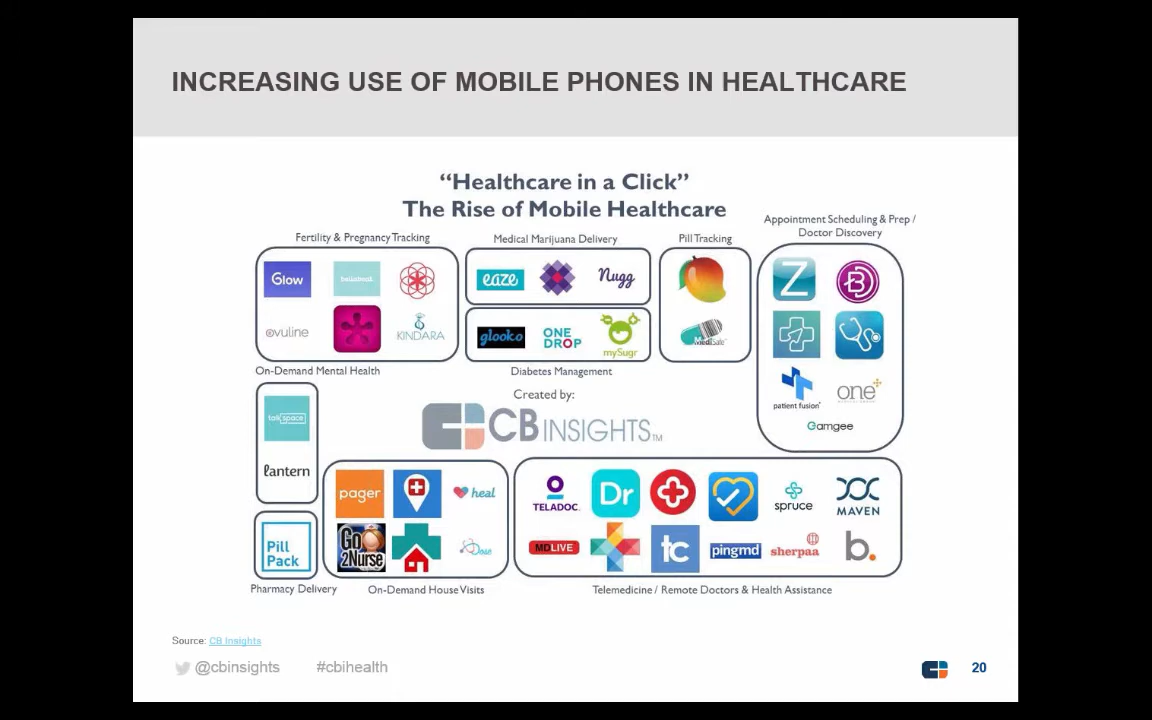 INCREASING USE OF MOBILE PHONES IN HEALTHCARE
“Healthcare in a Click”
The Rise of Mobile Healthcare
Fertility & Pregnancy Tracking
Medical Marijuana Delivery
Pill Tracking
Appointment Scheduling & Prep /
Doctor Discovery
Glow
bellabeat
ovuline
KINDARA
eaze
Nugg
glooko
ONE
DROP
mySugr
MediSafe
Z
B
patient fusion
one
Gamgee
On-Demand Mental Health
Diabetes Management
Created by:
CB INSIGHTS TM
talkspace
lantern
Pill
Pack
pager
heal
Go
2Nurse
Dose
TELADOC
Dr
spruce
MAVEN
MDLIVE
tc
pingmd
sherpaa
b.
Pharmacy Delivery
On-Demand House Visits
Telemedicine / Remote Doctors & Health Assistance
Source: CB Insights
@cbinsights #cbihealth
20